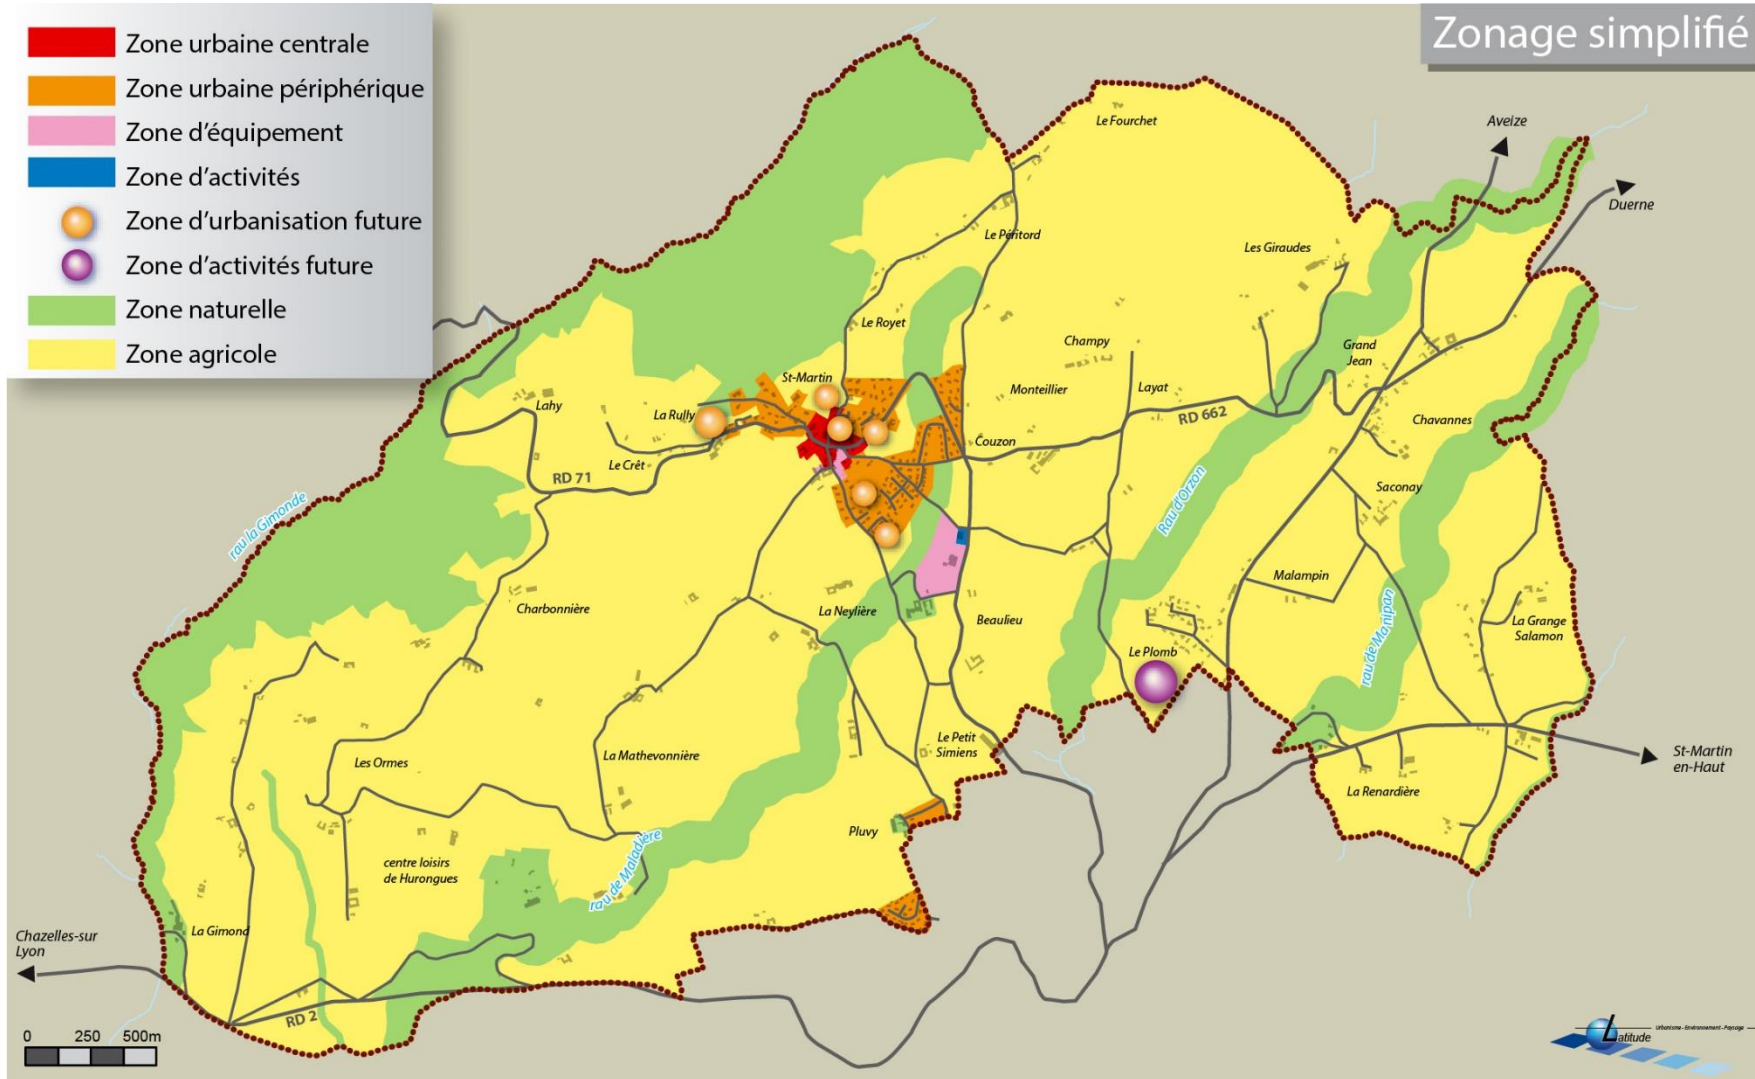 Zonage simplifié
Zone urbaine centrale
Zone urbaine périphérique
Zone d'équipement
Zone d'activités
Zone d'urbanisation future
Zone d'activités future
Zone naturelle
Zone agricole
Le Fourchet
Aveize
Duerne
Le Péritord
Les Giraudes
Le Royet
Champy
Grand
Jean
St-Martin
Monteillier
Layat
RD 662
Lahy
La Rully
Chavannes
Couzon
Le Crêt
RD 71
Saconay
rau la Gimonde
Rau d'Orzon
Malampin
Charbonnière
La Neylière
Beaulieu
rau de Manipan
La Grange
Salamon
Le Plomb
Le Petit
Simiens
St-Martin
en-Haut
La Mathevonnière
Les Ormes
La Renardière
Pluvy
centre loisirs
de Hurongues
rau de Maladière
La Gimond
Chazelles-sur
Lyon
RD 2
0 250 500m
Latitude
Urbanisme - Environnement - Paysage